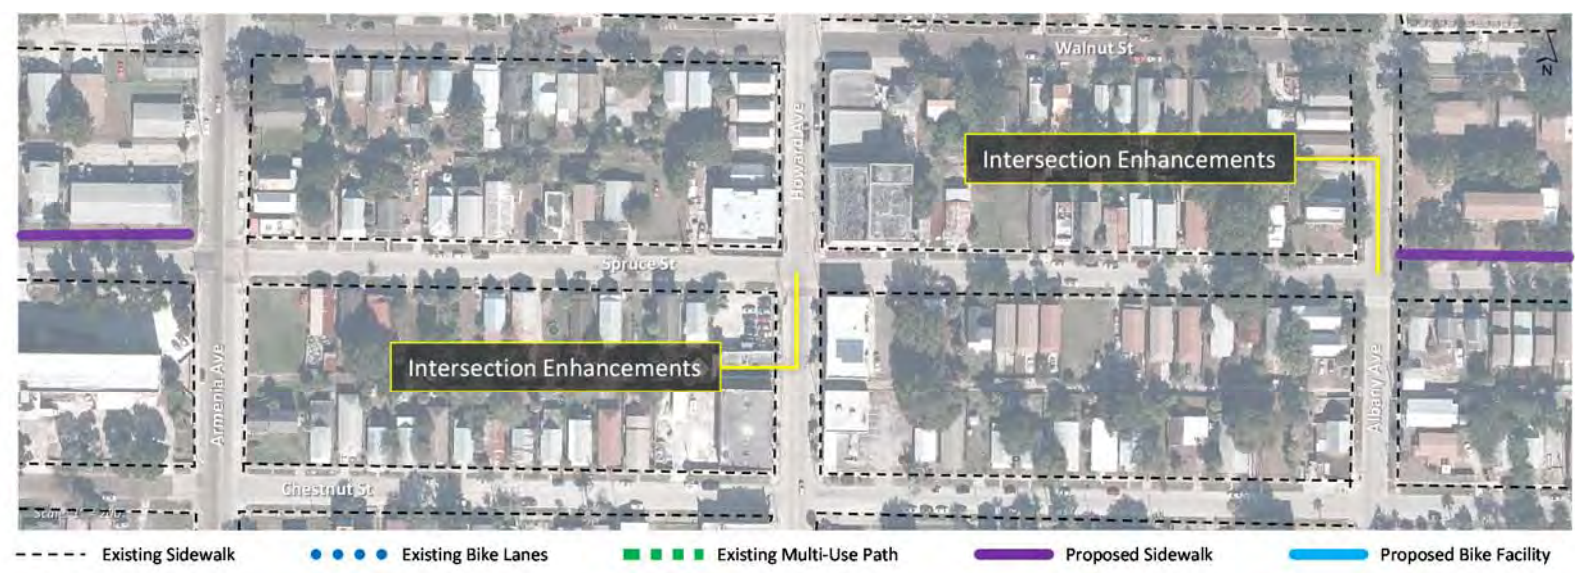 Walnut St
N
Howard Ave
Intersection Enhancements
Spruce St
Intersection Enhancements
Armenia Ave
Albany Ave
Chestnut St
Existing Sidewalk
Existing Bike Lanes
Existing Multi-Use Path
Proposed Sidewalk
Proposed Bike Facility